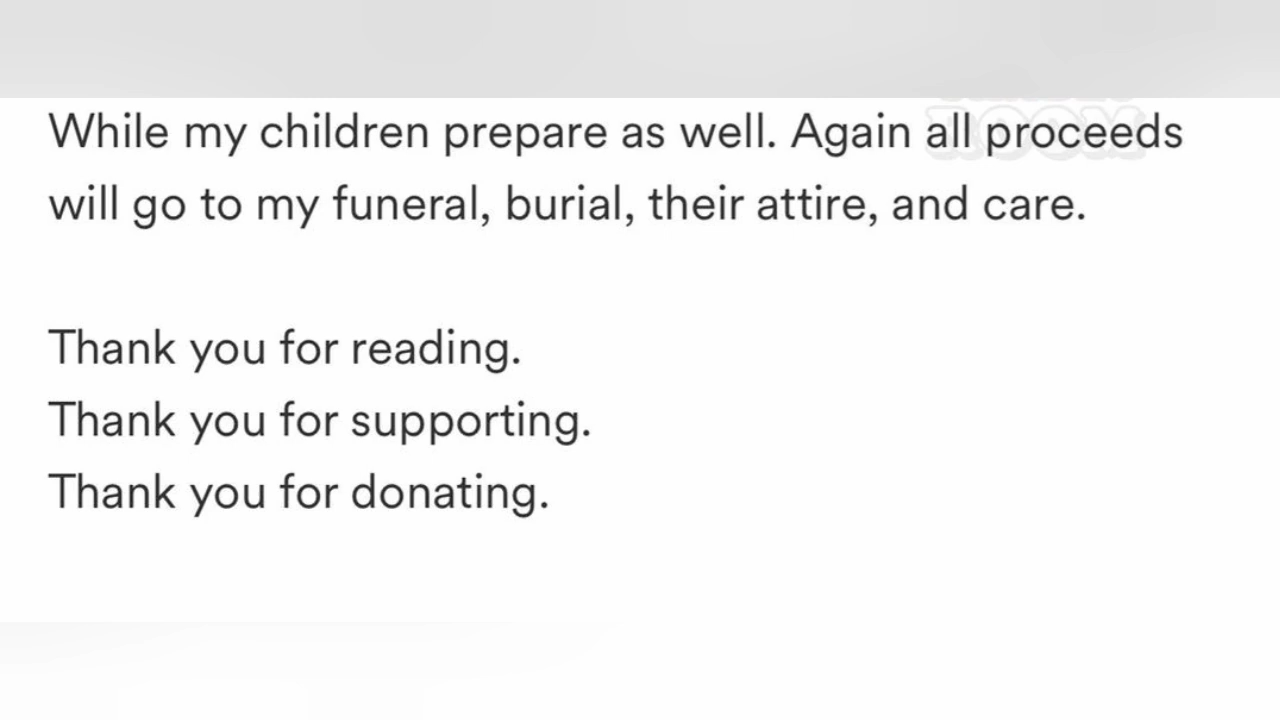 While my children prepare as well. Again all proceeds
will go to my funeral, burial, their attire, and care.
Thank you for reading.
Thank you for supporting.
Thank you for donating.